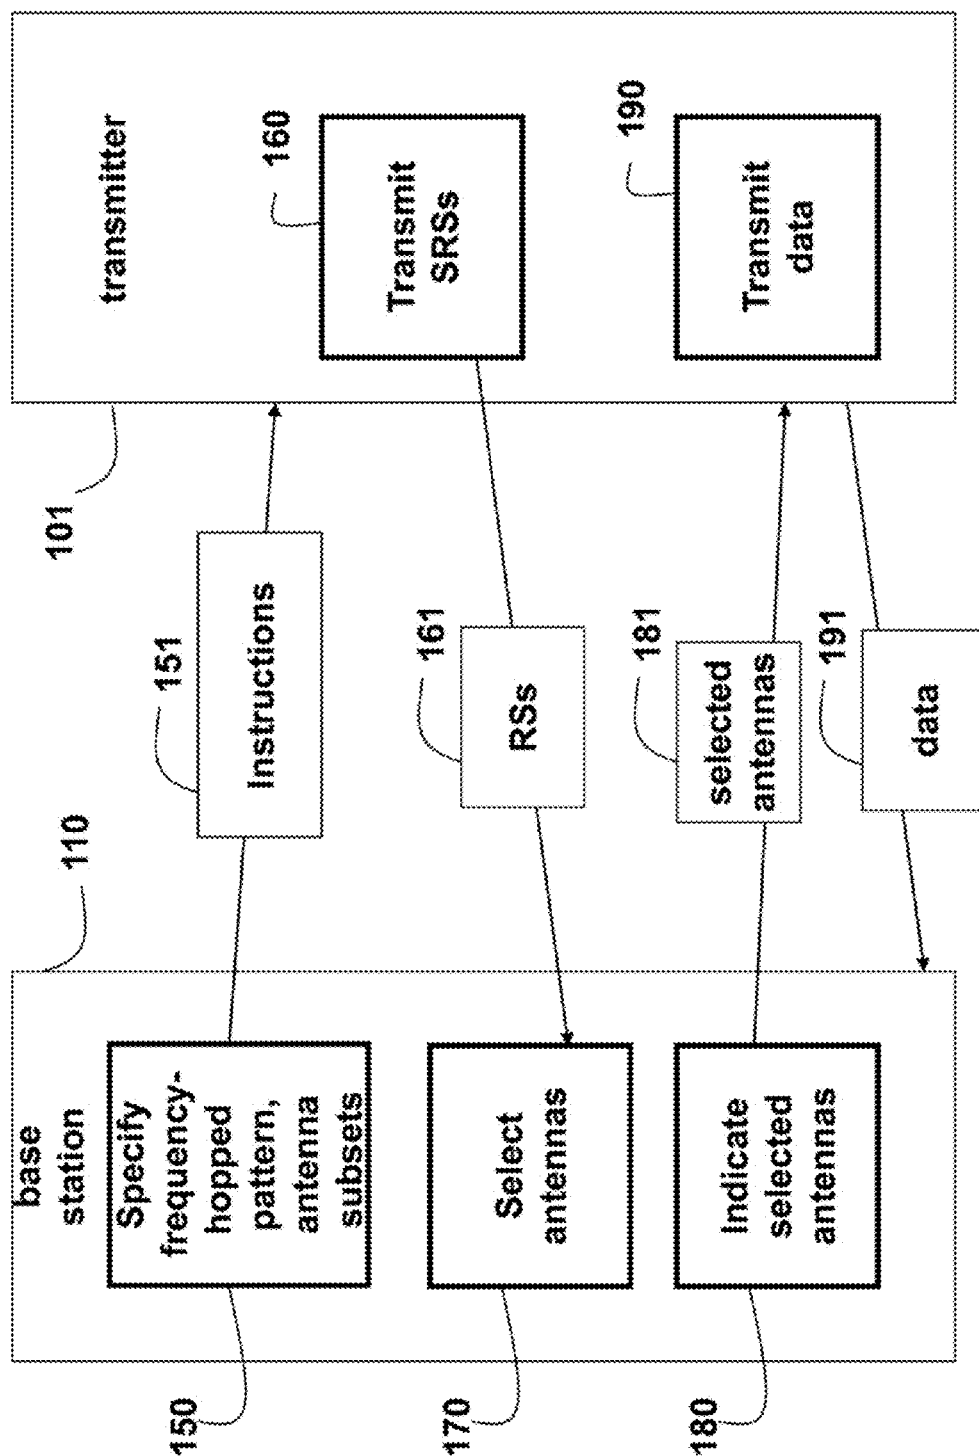 base
station
110
Specify
frequency-
hopped
pattern,
antenna
subsets
150
151
Instructions
101
transmitter
160
Transmit
SRSs
161
RSs
Select
antennas
170
Indicate
selected
antennas
180
181
selected
antennas
190
Transmit
data
191
data